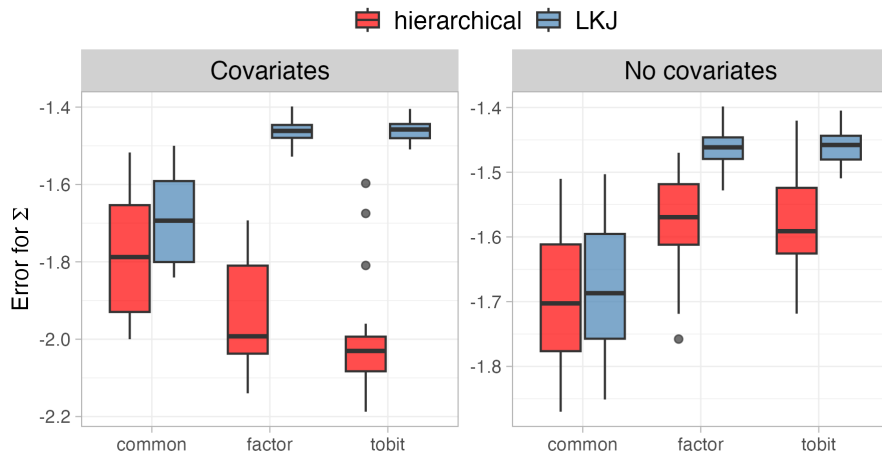 hierarchical LKJ
Covariates
No covariates
Error for Σ
-1.4
-1.6
-1.8
-2.0
-2.2
common factor tobit
-1.4
-1.5
-1.6
-1.7
-1.8
common factor tobit